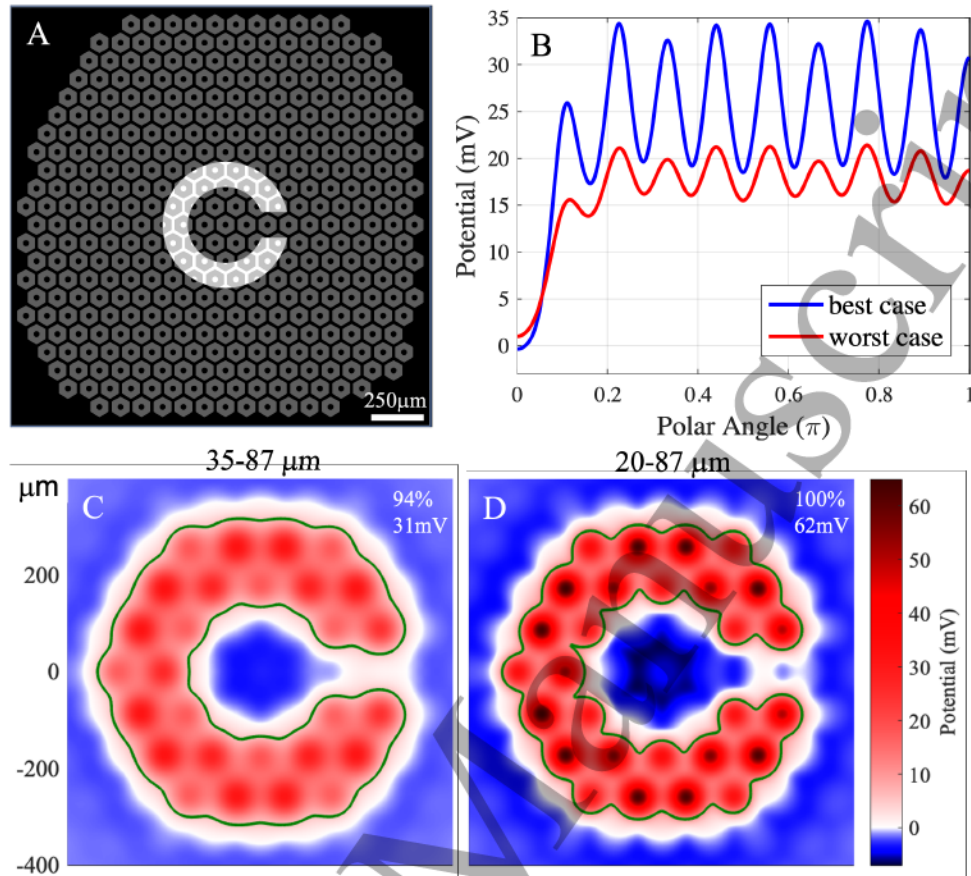 A
250μm
B
35
30
25
20
15
10
5
0
Potential (mV)
best case
worst case
0
0.2
0.4
0.6
0.8
1
Polar Angle (π)
35-87 μm
μm
C
94%
31mV
200
0
-200
-400
20-87 μm
D
100%
62mV
60
50
40
30
20
10
0
Potential (mV)
Manuscri